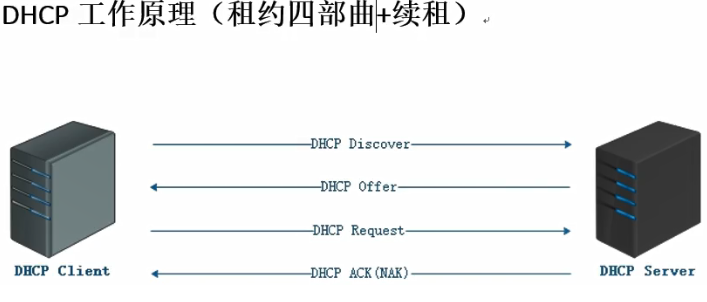 DHCP 工作原理（租约四部曲+续租）
DHCP Discover
DHCP Offer
DHCP Request
DHCP ACK(NAK)
DHCP Client
DHCP Server